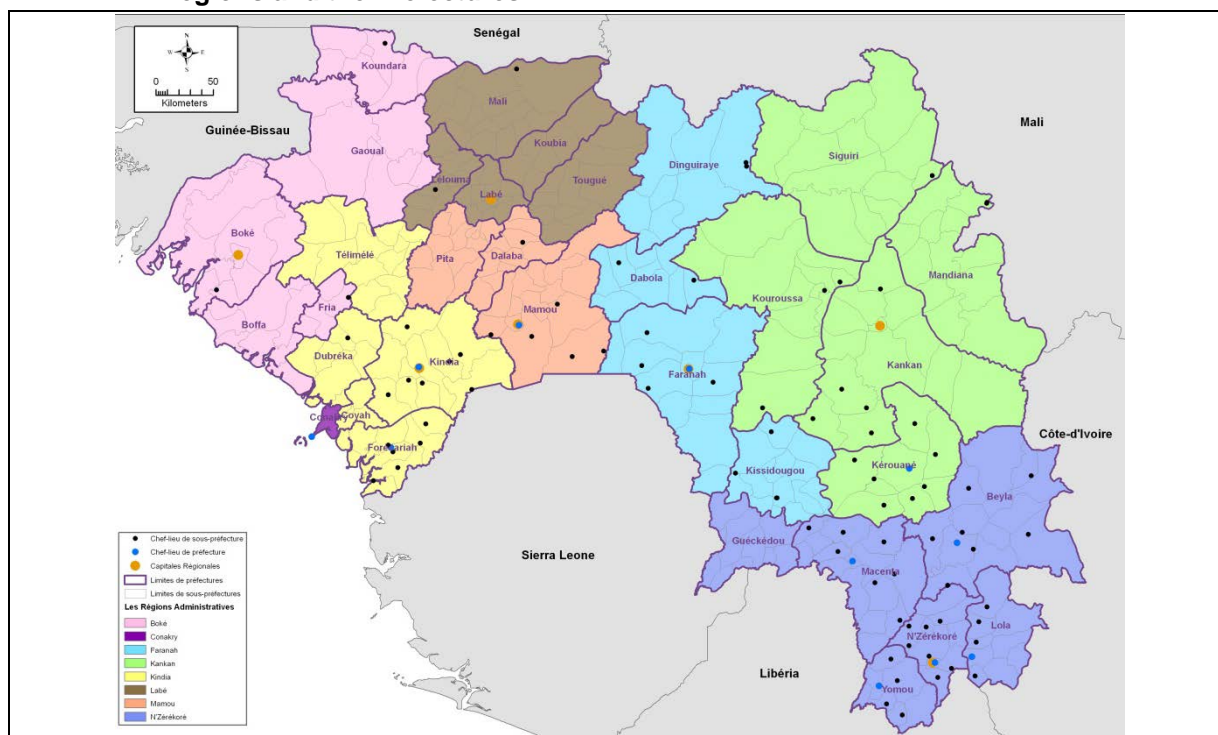 N
W E
S
0 50
Kilometers
Senégal
Koundara
Mali
Guinée-Bissau
Gaoual
Koubia
Dinguiraye
Siguiri
Mali
Lelouma
Labé
Tougué
Boké
Télimélé
Pita
Dalaba
Dabola
Mandiana
Kouroussa
Fria
Mamou
Boffa
Dubréka
Kindia
Faranah
Kankan
Conakry
Coyah
Forécariah
Côte-d'Ivoire
Kissidougou
Kérouané
Beyla
Guéckédou
Sierra Leone
Macenta
Lola
N'Zérékoré
Libéria
Yomou
Chef-lieu de sous-préfecture
Chef-lieu de préfecture
Capitales Régionales
Limites de préfectures
Limites de sous-préfectures
Les Régions Administratives
Boké
Conakry
Faranah
Kankan
Kindia
Labé
Mamou
N'Zérékoré